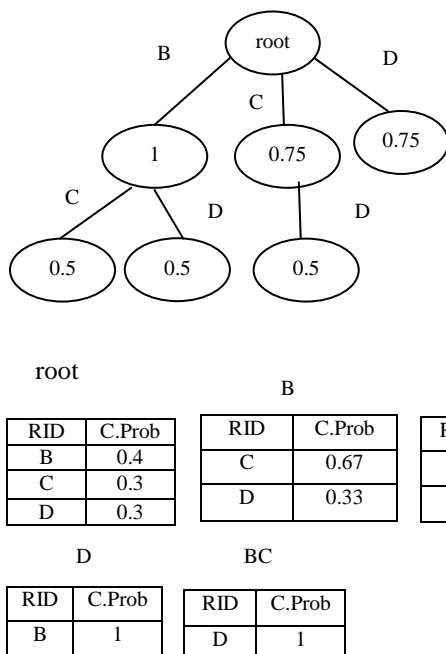 root
B
D
C
1
0.75
0.75
C
D
D
0.5
0.5
0.5
root
B
RID C.Prob
B 0.4
C 0.3
D 0.3
RID C.Prob
C 0.67
D 0.33
D
BC
RID C.Prob
B 1
RID C.Prob
D 1